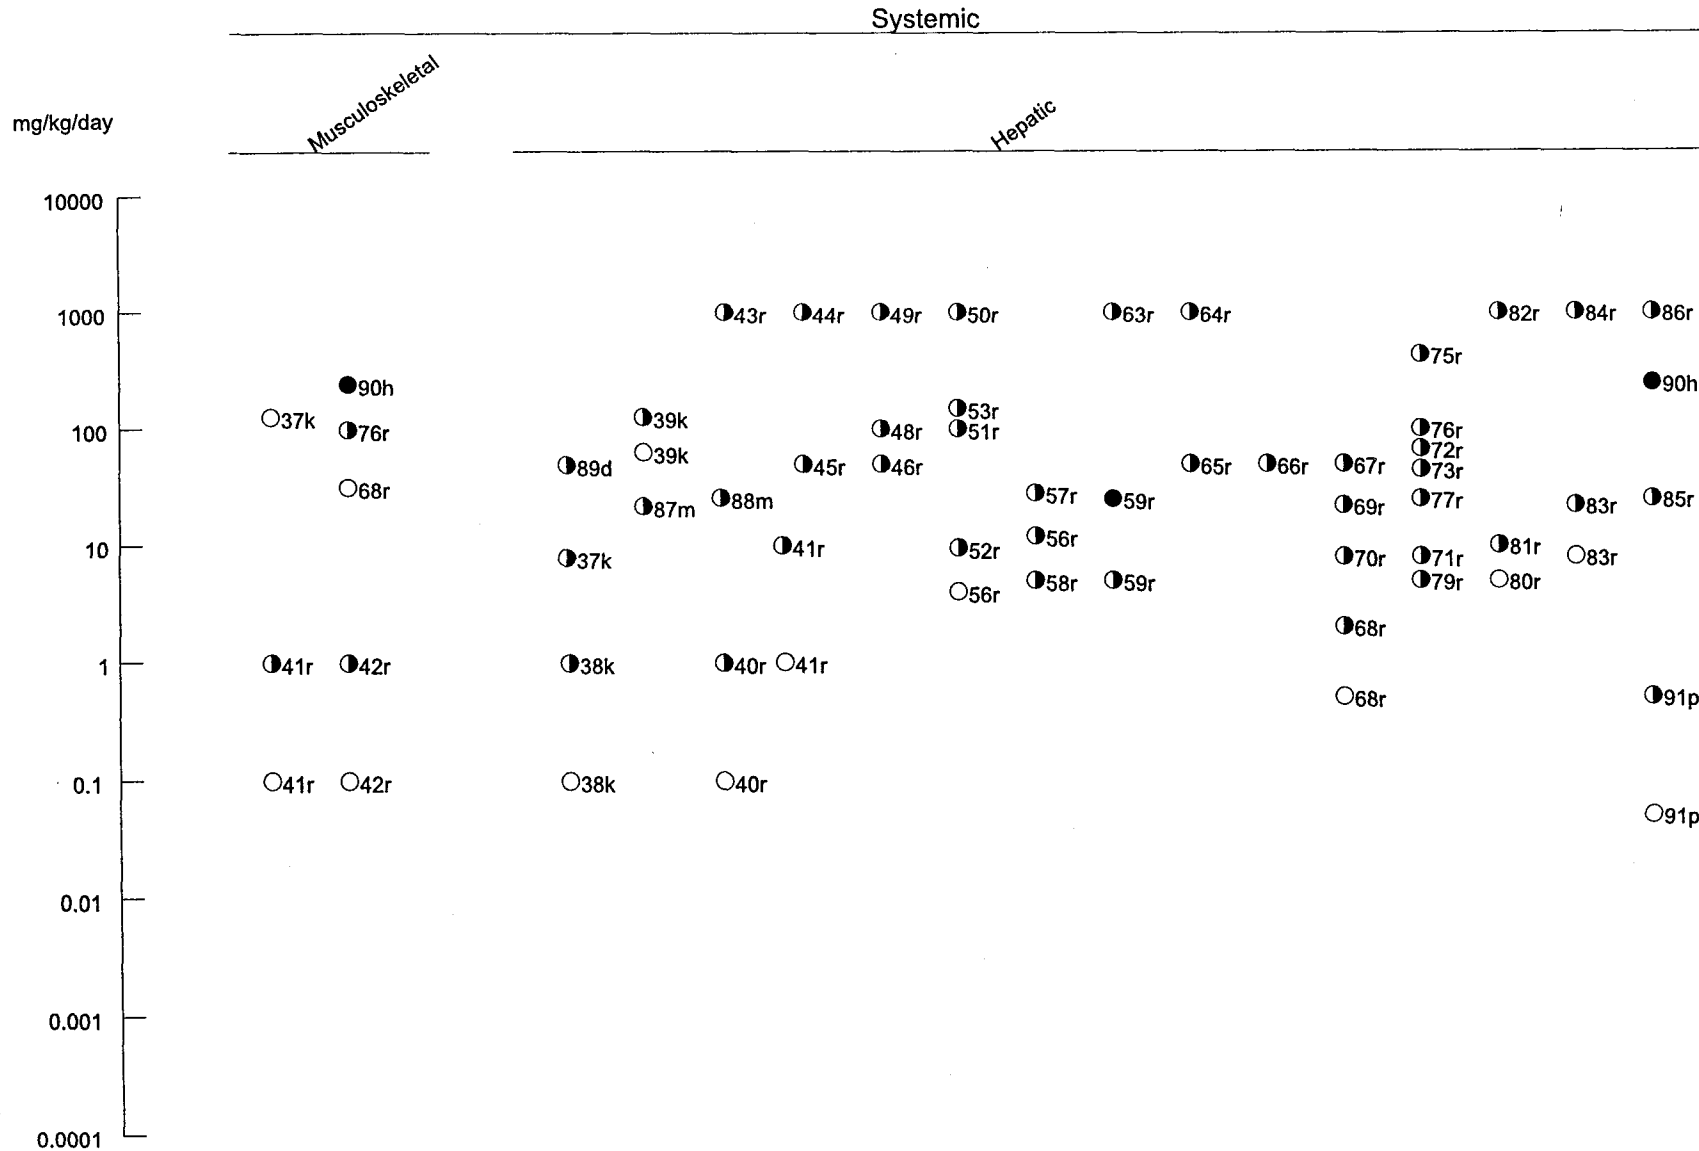 Systemic
mg/kg/day
Musculoskeletal
Hepatic
10000
1000
43r 44r 49r 50r 63r 64r 82r 84r 86r
75r
90h 90h
37k 39k 53r
100
76r 48r 51r 76r
39k 72r
89d 45r 46r 65r 66r 67r 73r
68r 88m 57r 59r 77r 85r
87m 69r 83r
10
41r 52r 56r 81r
37k 70r 71r 83r
56r 58r 59r 79r 80r
68r
1
41r 42r 38k 40r 41r
68r 91p
0.1
41r 42r 38k 40r
91p
0.01
0.001
0.0001